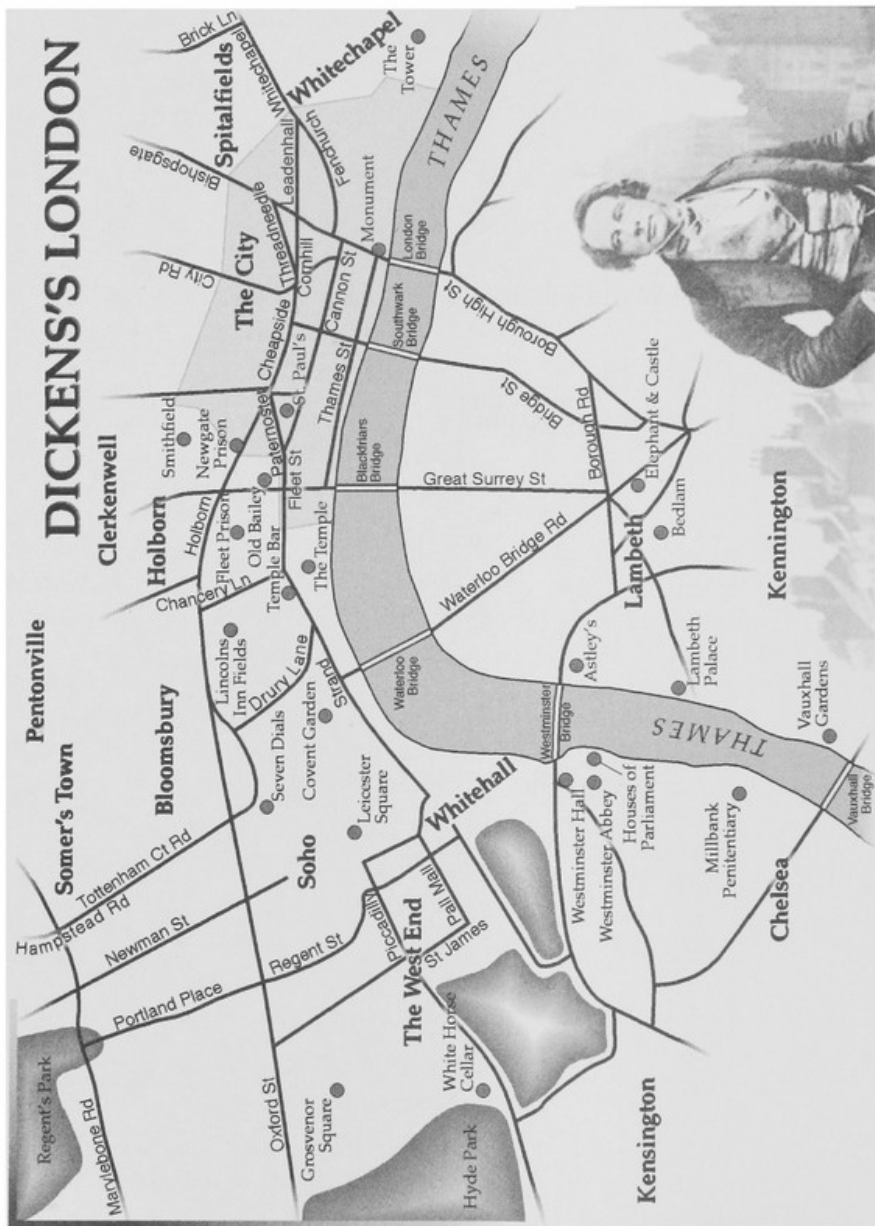 DICKENS'S LONDON
Pentonville
Somer's Town
Clerkenwell
Holborn
Bloomsbury
Spitalfields
Whitechapel
The City
Soho
The West End
Whitehall
Kensington
Chelsea
Lambeth
Kennington
Regent's Park
Marylebone Rd
Portland Place
Hampstead Rd
Tottenham Ct Rd
Newman St
Regent St
Oxford St
Grosvenor
Square
Hyde Park
White Horse
Cellar
St James
Piccadilly
Pall Mall
Leicester
Square
Covent Garden
Seven Dials
Drury Lane
Lincolns
Inn Fields
Strand
Chancery Ln
Holborn
Fleet Prison
Old Bailey
Temple Bar
The Temple
Fleet St
Smithfield
Newgate
Prison
Paternoster
St. Paul's
Cheapside
Thames St
Cannon St
City Rd
Bishopsgate
Threadneedle
Cornhill
Leadenhall
Fenchurch
Whitechapel
Brick Ln
Monument
The
Tower
THAMES
London
Bridge
Southwark
Bridge
Blackfriars
Bridge
Waterloo
Bridge
Westminster
Bridge
THAMES
Vauxhall
Bridge
Westminster Hall
Westminster Abbey
Houses of
Parliament
Millbank
Penitentiary
Astley's
Lambeth
Palace
Vauxhall
Gardens
Waterloo Bridge Rd
Great Surrey St
Bridge St
Borough High St
Borough Rd
Elephant & Castle
Bedlam